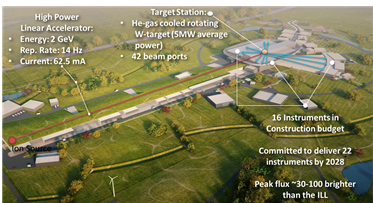 High Power
Linear Accelerator:
• Energy: 2 GeV
• Rep. Rate: 14 Hz
• Current: 62.5 mA
Target Station:
• He-gas cooled rotating
W-target (5MW average
power)
• 42 beam ports
Ion Source
16 Instruments in
Construction budget
Committed to deliver 22
instruments by 2028
Peak flux ~30-100 brighter
than the ILL